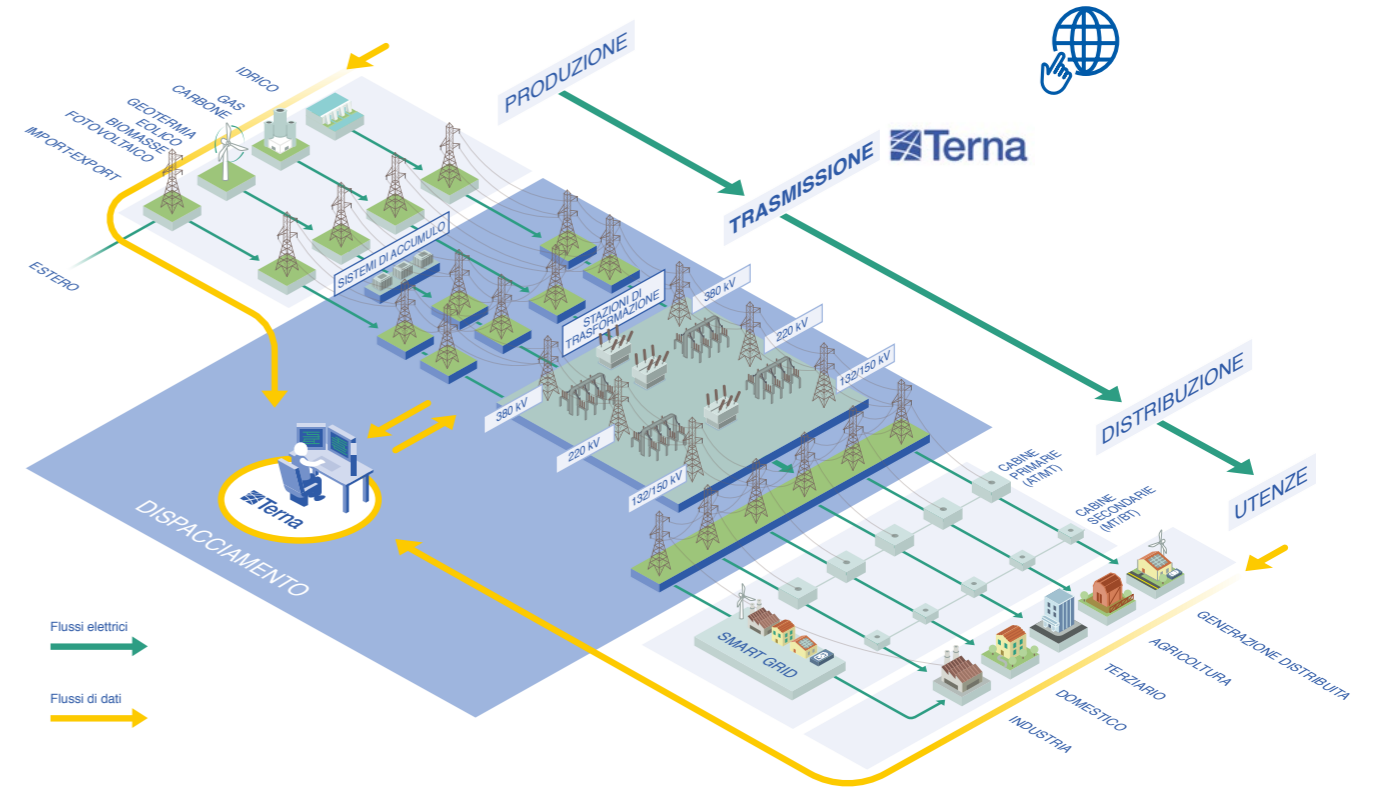 PRODUZIONE
TRASMISSIONE
Terna
DISTRIBUZIONE
UTENZE
IDRICO
GAS
CARBONE
GEOTERMIA
EOLICO
BIOMASSE
FOTOVOLTAICO
IMPORT-EXPORT
ESTERO
SISTEMI DI ACCUMULO
STAZIONI DI
TRASFORMAZIONE
380 kV
220 kV
132/150 kV
380 kV
220 kV
132/150 kV
Terna
DISPACCIAMENTO
CABINE
PRIMARIE
(AT/MT)
CABINE
SECONDARIE
(MT/BT)
SMART GRID
GENERAZIONE DISTRIBUITA
AGRICOLTURA
TERZIARIO
DOMESTICO
INDUSTRIA
Flussi elettrici
Flussi di dati